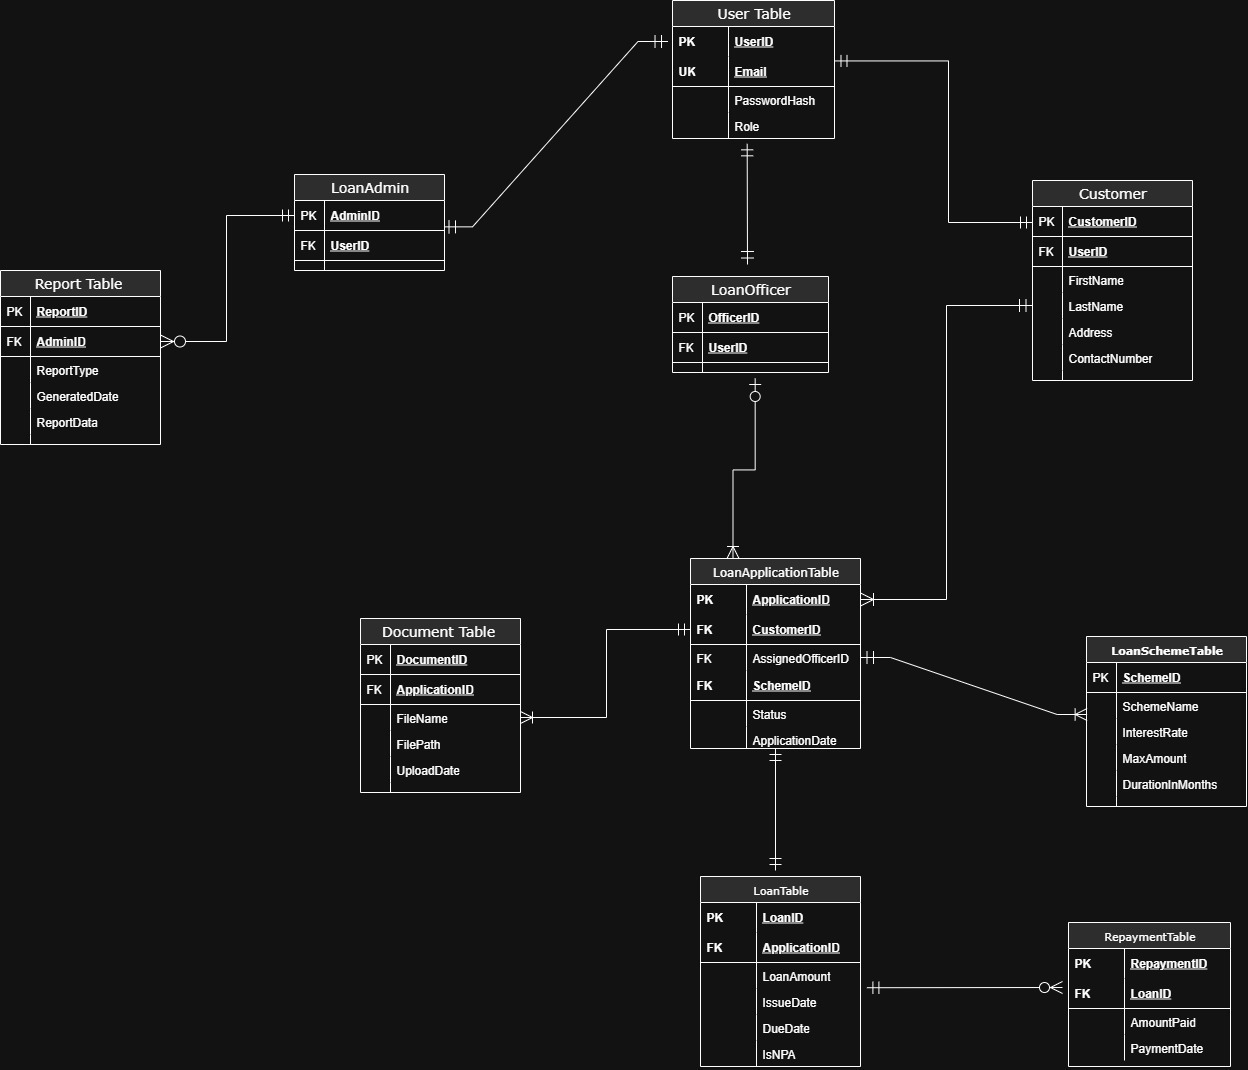 User Table
PK UserID
UK Email
PasswordHash
Role
LoanAdmin
PK AdminID
FK UserID
Customer
PK CustomerID
FK UserID
FirstName
LastName
Address
ContactNumber
Report Table
PK ReportID
FK AdminID
ReportType
GeneratedDate
ReportData
LoanOfficer
PK OfficerID
FK UserID
LoanApplicationTable
PK ApplicationID
FK CustomerID
FK AssignedOfficerID
FK SchemeID
Status
ApplicationDate
Document Table
PK DocumentID
FK ApplicationID
FileName
FilePath
UploadDate
LoanSchemeTable
PK SchemeID
SchemeName
InterestRate
MaxAmount
DurationInMonths
LoanTable
PK LoanID
FK ApplicationID
LoanAmount
IssueDate
DueDate
IsNPA
RepaymentTable
PK RepaymentID
FK LoanID
AmountPaid
PaymentDate